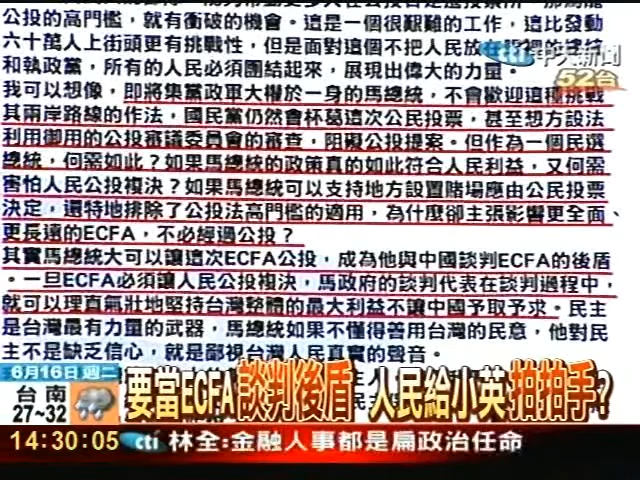 公投的高門檻，就有衝破的機會。這是一個很艱難的工作，這比發動
六十萬人上街頭更有挑戰性，但是面對這個不把人民放在眼裡的
和執政黨，所有的人民必須團結起來，展現出偉大的力量。
我可以想像，即將集黨政軍大權於一身的馬總統，不會歡迎這種挑戰
其兩岸路線的作法，國民黨仍然會杯葛這次公民投票，甚至想方設法
利用御用的公投審議委員會的審查，阻礙公投提案。但作為一個民選
總統，何需如此？如果馬總統的政策真的如此符合人民利益，又何需
害怕人民公投複決？如果馬總統可以支持地方設置賭場應由公民投票
決定，還特地排除了公投法高門檻的適用，為什麼卻主張影響更全面、
更長遠的ECFA，不必經過公投？
其實馬總統大可以讓這次ECFA公投，成為他與中國談判ECFA的後盾
。一旦ECFA必須讓人民公投複決，馬政府的談判代表在談判過程中，
就可以理直氣壯地堅持台灣整體的最大利益不讓中國予取予求。民主
是台灣最有力量的武器，馬總統如果不懂得善用台灣的民意，他對民
主不是缺乏信心，就是鄙視台灣人民真實的聲音。
cti 中天新聞
52台
6月16日 週二
台南
27~32
要當ECFA談判後盾 人民給小英拍拍手？
14:30:05 cti 林全:金融人事都是扁政治任命